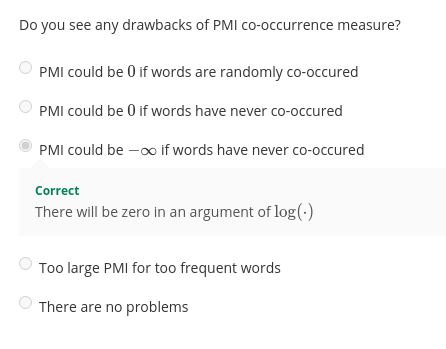 Do you see any drawbacks of PMI co-occurrence measure?
PMI could be 0 if words are randomly co-occured
PMI could be 0 if words have never co-occured
PMI could be −∞ if words have never co-occured
Correct
There will be zero in an argument of log(·)
Too large PMI for too frequent words
There are no problems